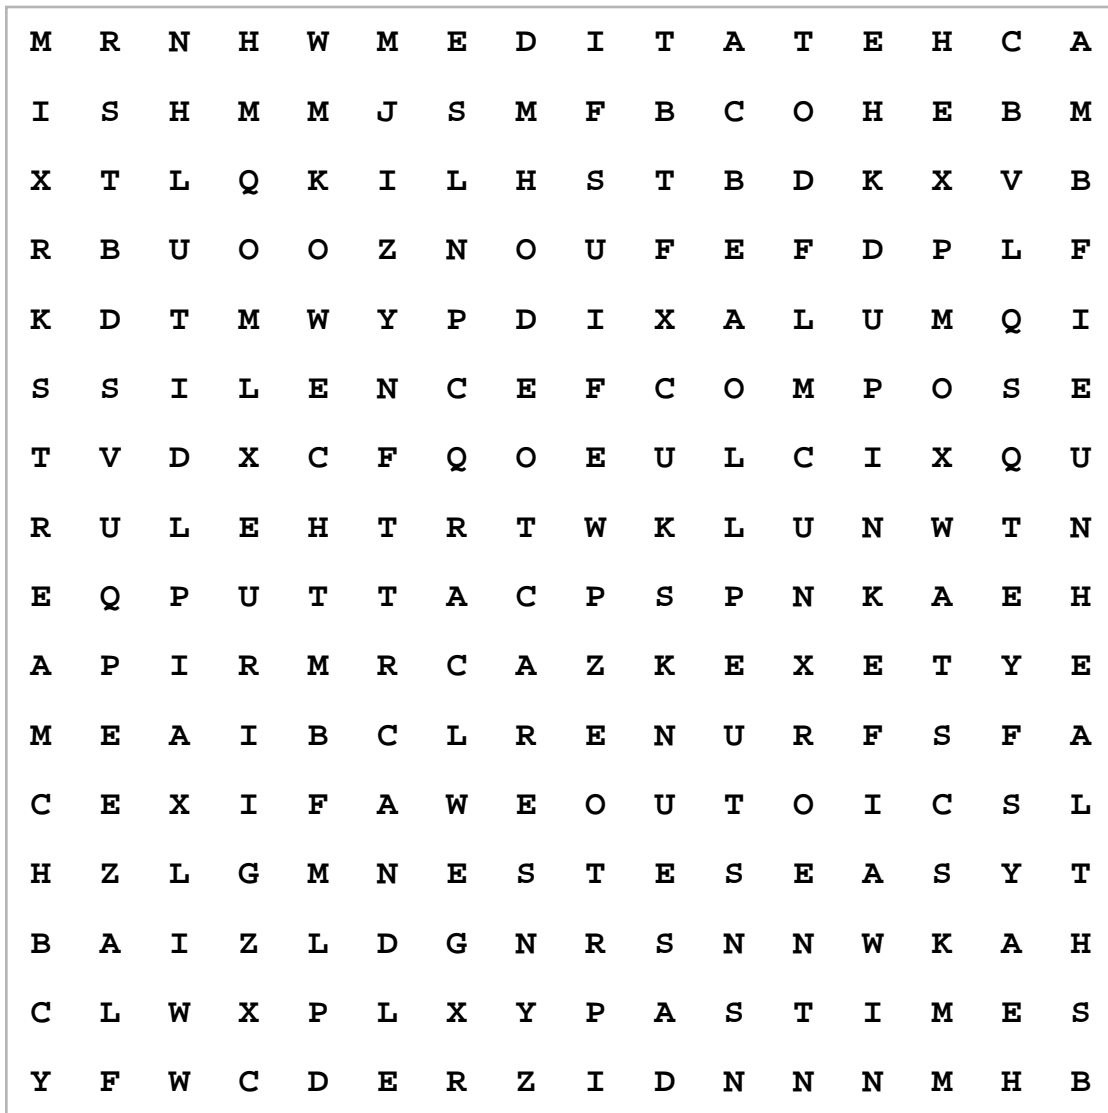 M R N H W M E D I T A T E H C A
I S H M M J S M F B C O H E B M
X T L Q K I L H S T B D K X V B
R B U O O Z N O U F E F D P L F
K D T M W Y P D I X A L U M Q I
S S I L E N C E F C O M P O S E
T V D X C F Q O E U L C I X Q U
R U L E H T R T W K L U N W T N
E Q P U T T A C P S P N K A E H
A P I R M R C A Z K E X E T Y E
M E A I B C L R E N U R F S F A
C E X I F A W E O U T O I C S L
H Z L G M N E S T E S E A S Y T
B A I Z L D G N R S N N W K A H
C L W X P L X Y P A S T I M E S
Y F W C D E R Z I D N N N M H B